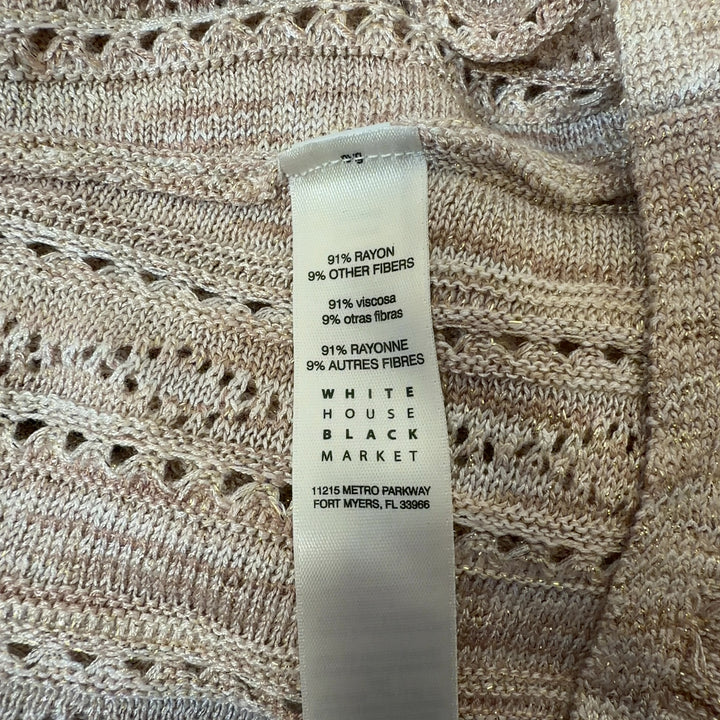 91% RAYON
9% OTHER FIBERS
91% viscosa
9% otras fibras
91% RAYONNE
9% AUTRES FIBRES
WHITE
HOUSE
BLACK
MARKET
11215 METRO PARKWAY
FORT MYERS, FL 33966